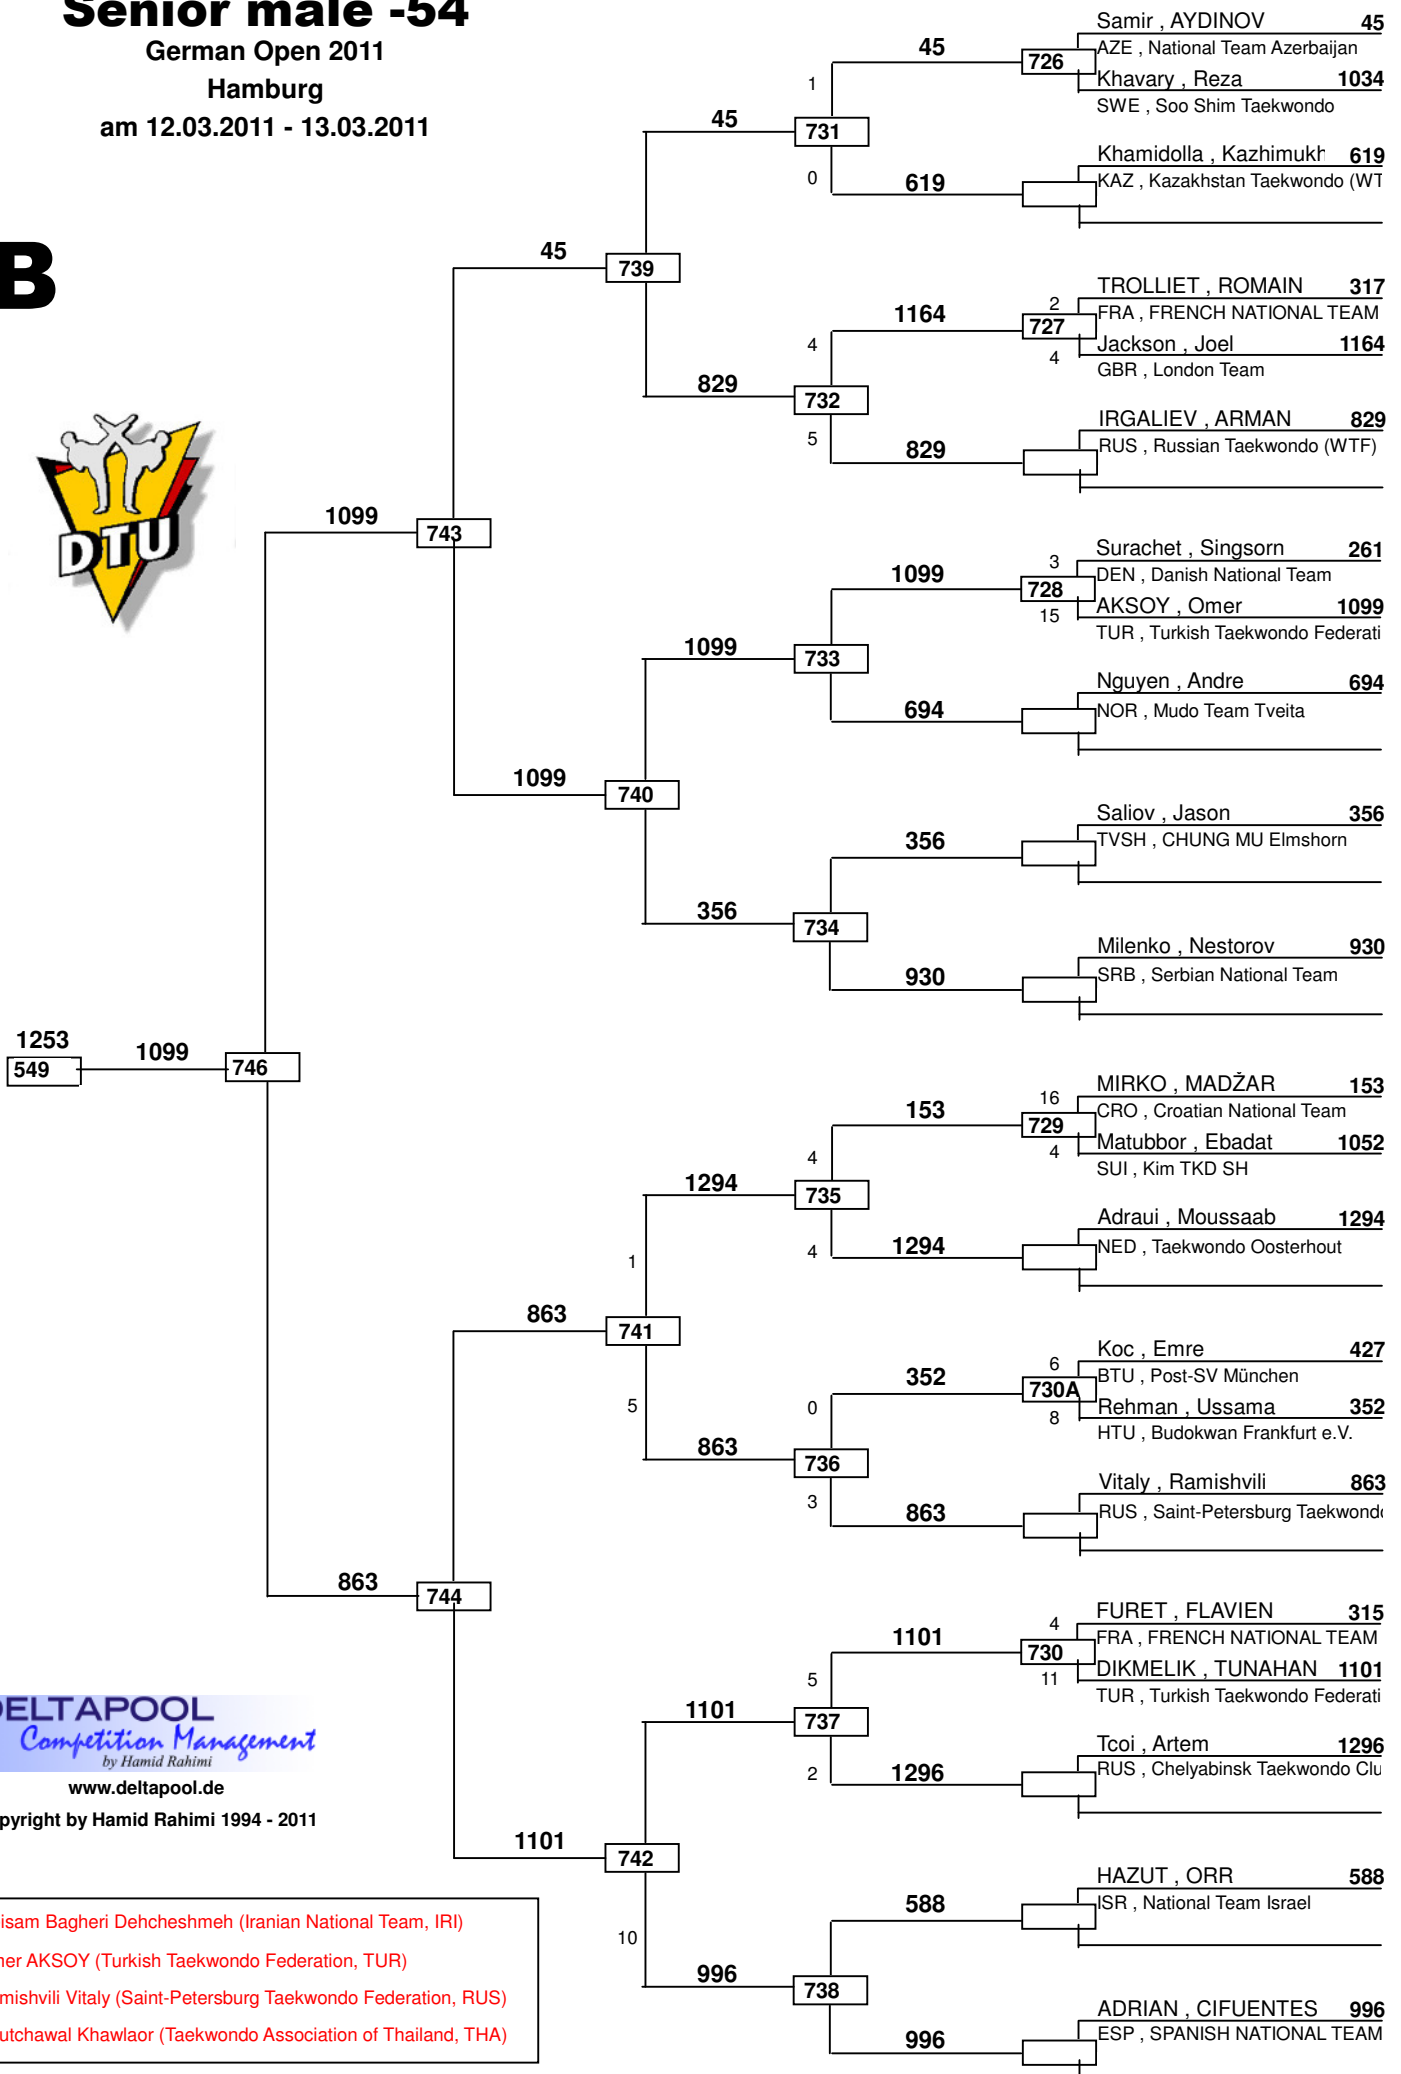 Senior male -54
German Open 2011
Hamburg
am 12.03.2011 - 13.03.2011
B
DTU
Samir , AYDINOV 45
AZE , National Team Azerbaijan
726
45
Khavary , Reza 1034
SWE , Soo Shim Taekwondo
1
731
45
0
Khamidolla , Kazhimukh 619
KAZ , Kazakhstan Taekwondo (WT
619
739
45
TROLLIET , ROMAIN 317
2
FRA , FRENCH NATIONAL TEAM
727
1164
Jackson , Joel 1164
4
GBR , London Team
4
732
829
5
IRGALIEV , ARMAN 829
RUS , Russian Taekwondo (WTF)
829
743
1099
Surachet , Singsorn 261
3
DEN , Danish National Team
728
1099
AKSOY , Omer 1099
15
TUR , Turkish Taekwondo Federati
733
1099
Nguyen , Andre 694
NOR , Mudo Team Tveita
694
740
1099
Saliov , Jason 356
TVSH , CHUNG MU Elmshorn
356
734
356
Milenko , Nestorov 930
SRB , Serbian National Team
930
1253
549
1099
746
MIRKO , MADŽAR 153
16
CRO , Croatian National Team
729
153
Matubbor , Ebadat 1052
4
SUI , Kim TKD SH
4
735
1294
4
Adraui , Moussaab 1294
NED , Taekwondo Oosterhout
1294
1
741
863
5
Koc , Emre 427
6
BTU , Post-SV München
730A
352
Rehman , Ussama 352
8
HTU , Budokwan Frankfurt e.V.
0
736
863
3
Vitaly , Ramishvili 863
RUS , Saint-Petersburg Taekwondo
863
744
863
FURET , FLAVIEN 315
4
FRA , FRENCH NATIONAL TEAM
730
1101
DIKMELIK , TUNAHAN 1101
11
TUR , Turkish Taekwondo Federati
5
737
1101
2
Tcoi , Artem 1296
RUS , Chelyabinsk Taekwondo Clu
1296
742
1101
10
HAZUT , ORR 588
ISR , National Team Israel
588
738
996
ADRIAN , CIFUENTES 996
ESP , SPANISH NATIONAL TEAM
996
DELTAPOOL
Competition Management
by Hamid Rahimi
www.deltapool.de
pyright by Hamid Rahimi 1994 - 2011
isam Bagheri Dehcheshmeh (Iranian National Team, IRI)
ner AKSOY (Turkish Taekwondo Federation, TUR)
mishvili Vitaly (Saint-Petersburg Taekwondo Federation, RUS)
utchawal Khawlaor (Taekwondo Association of Thailand, THA)